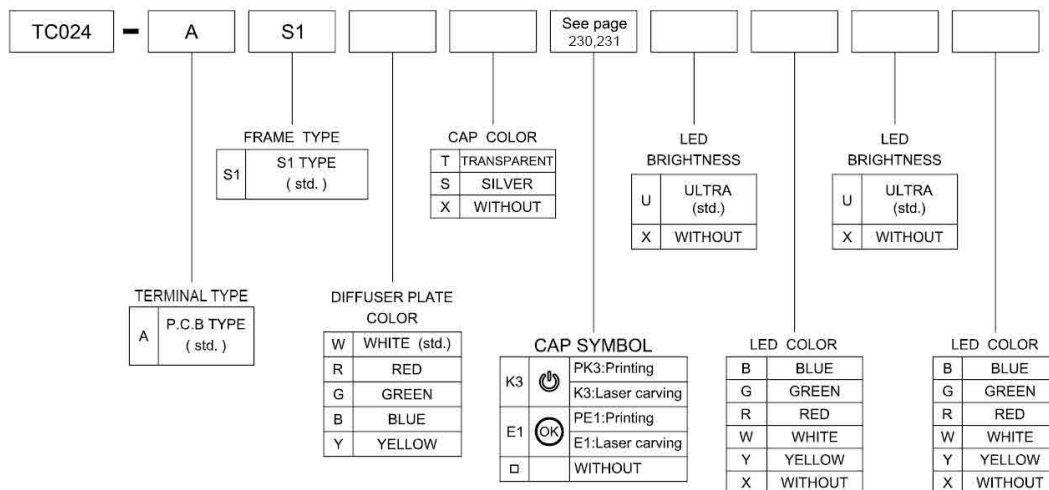 TC024 - A S1 See page
230,231
FRAME TYPE
S1 S1 TYPE
( std. )
CAP COLOR
T TRANSPARENT
S SILVER
X WITHOUT
LED
BRIGHTNESS
U ULTRA
(std.)
X WITHOUT
LED
BRIGHTNESS
U ULTRA
(std.)
X WITHOUT
TERMINAL TYPE
A P.C.B TYPE
( std. )
DIFFUSER PLATE
COLOR
W WHITE (std.)
R RED
G GREEN
B BLUE
Y YELLOW
CAP SYMBOL
K3 PK3:Printing
K3:Laser carving
E1 OK PE1:Printing
E1:Laser carving
WITHOUT
LED COLOR
B BLUE
G GREEN
R RED
W WHITE
Y YELLOW
X WITHOUT
LED COLOR
B BLUE
G GREEN
R RED
W WHITE
Y YELLOW
X WITHOUT